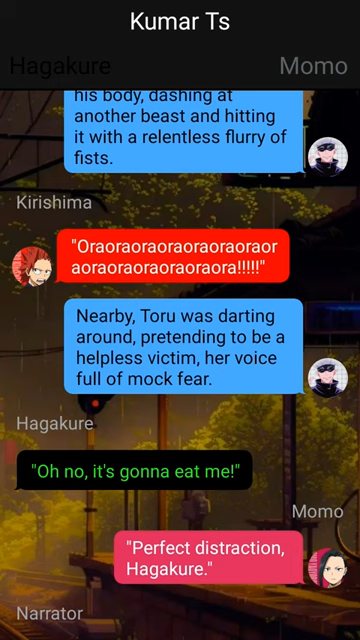 Kumar Ts
Hagakure
Momo
his body, dashing at
another beast and hitting
it with a relentless flurry of
fists.
Kirishima
"Oraoraoraoraoraoraoraor
aoraoraoraoraoraora!!!!!"
Nearby, Toru was darting
around, pretending to be a
helpless victim, her voice
full of mock fear.
Hagakure
"Oh no, it's gonna eat me!"
Momo
"Perfect distraction,
Hagakure."
Narrator